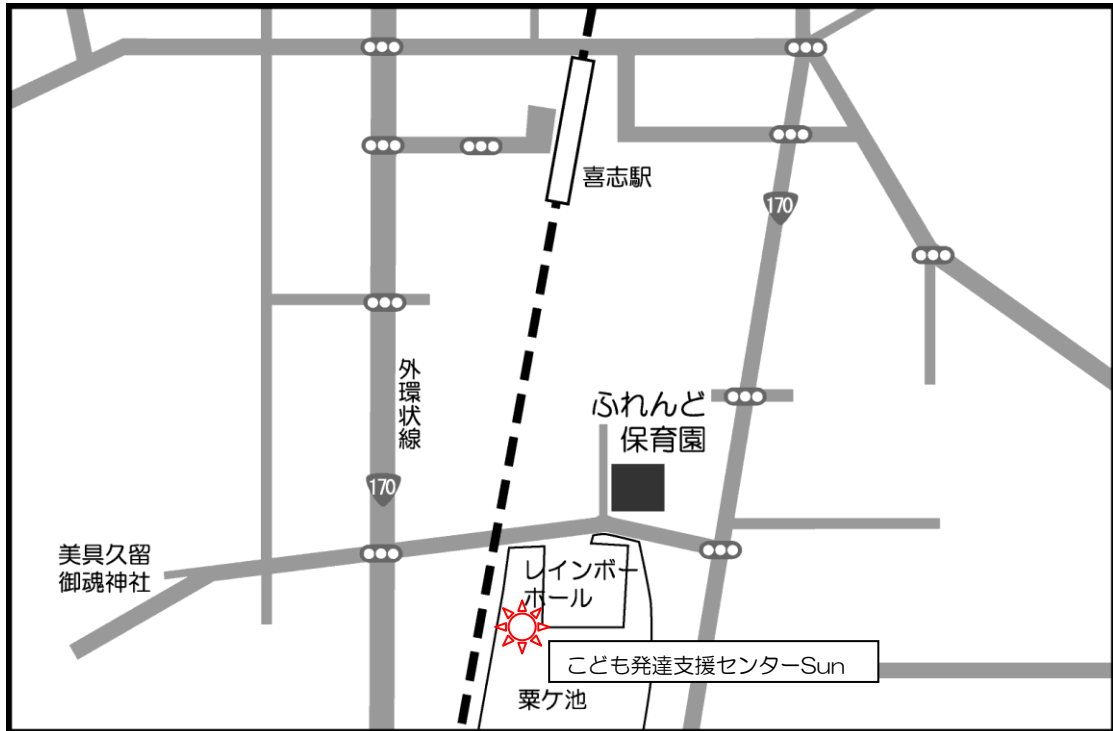 喜志駅
170
外環状線
ふれんど
保育園
170
美具久留
御魂神社
レインボー
ホール
こども発達支援センターSun
粟ケ池